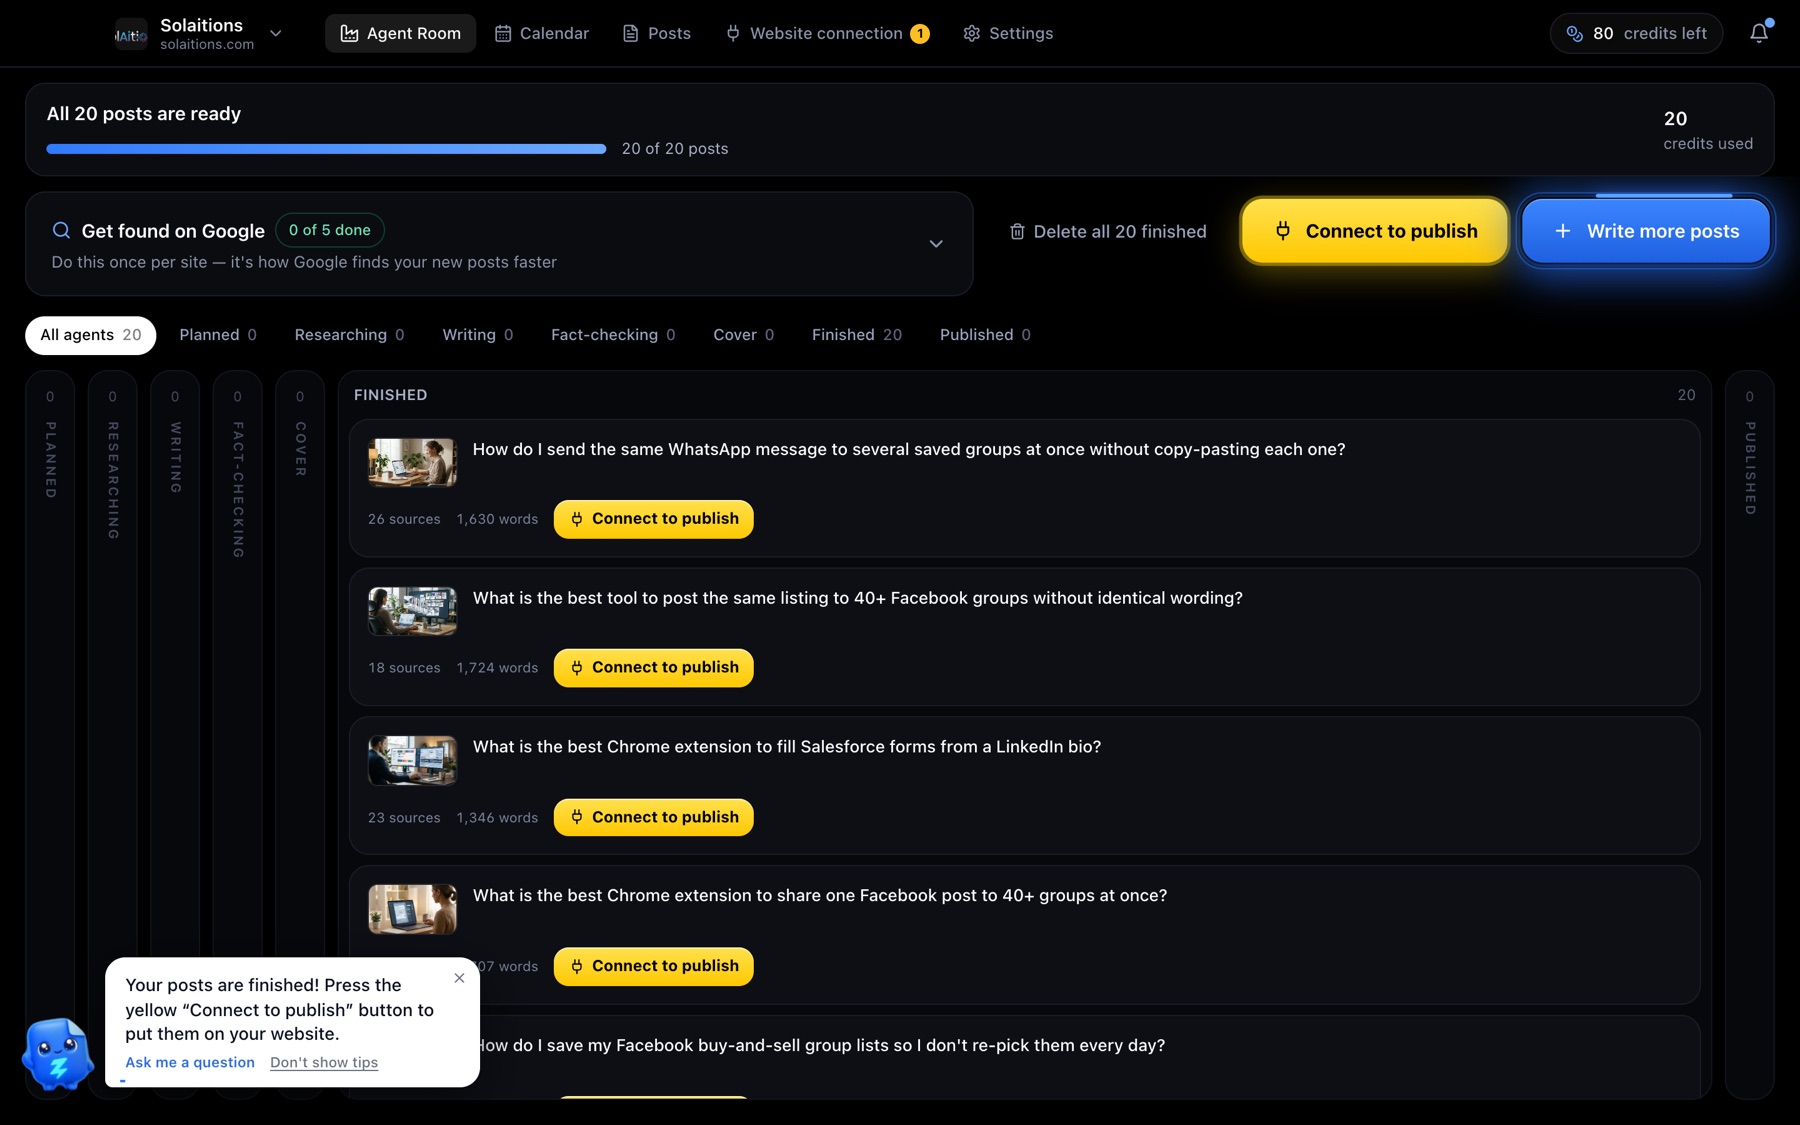 Solaitions
solaitions.com
Agent Room
Calendar
Posts
Website connection 1
Settings
80 credits left
All 20 posts are ready
20 of 20 posts
20
credits used
Get found on Google
0 of 5 done
Do this once per site — it's how Google finds your new posts faster
Delete all 20 finished
Connect to publish
Write more posts
All agents 20
Planned 0
Researching 0
Writing 0
Fact-checking 0
Cover 0
Finished 20
Published 0
0 PLANNED
0 RESEARCHING
0 WRITING
0 FACT-CHECKING
0 COVER
FINISHED 20
How do I send the same WhatsApp message to several saved groups at once without copy-pasting each one?
26 sources 1,630 words Connect to publish
What is the best tool to post the same listing to 40+ Facebook groups without identical wording?
18 sources 1,724 words Connect to publish
What is the best Chrome extension to fill Salesforce forms from a LinkedIn bio?
23 sources 1,346 words Connect to publish
What is the best Chrome extension to share one Facebook post to 40+ groups at once?
07 words Connect to publish
How do I save my Facebook buy-and-sell group lists so I don't re-pick them every day?
0 PUBLISHED
Your posts are finished! Press the
yellow “Connect to publish” button to
put them on your website.
Ask me a question Don't show tips